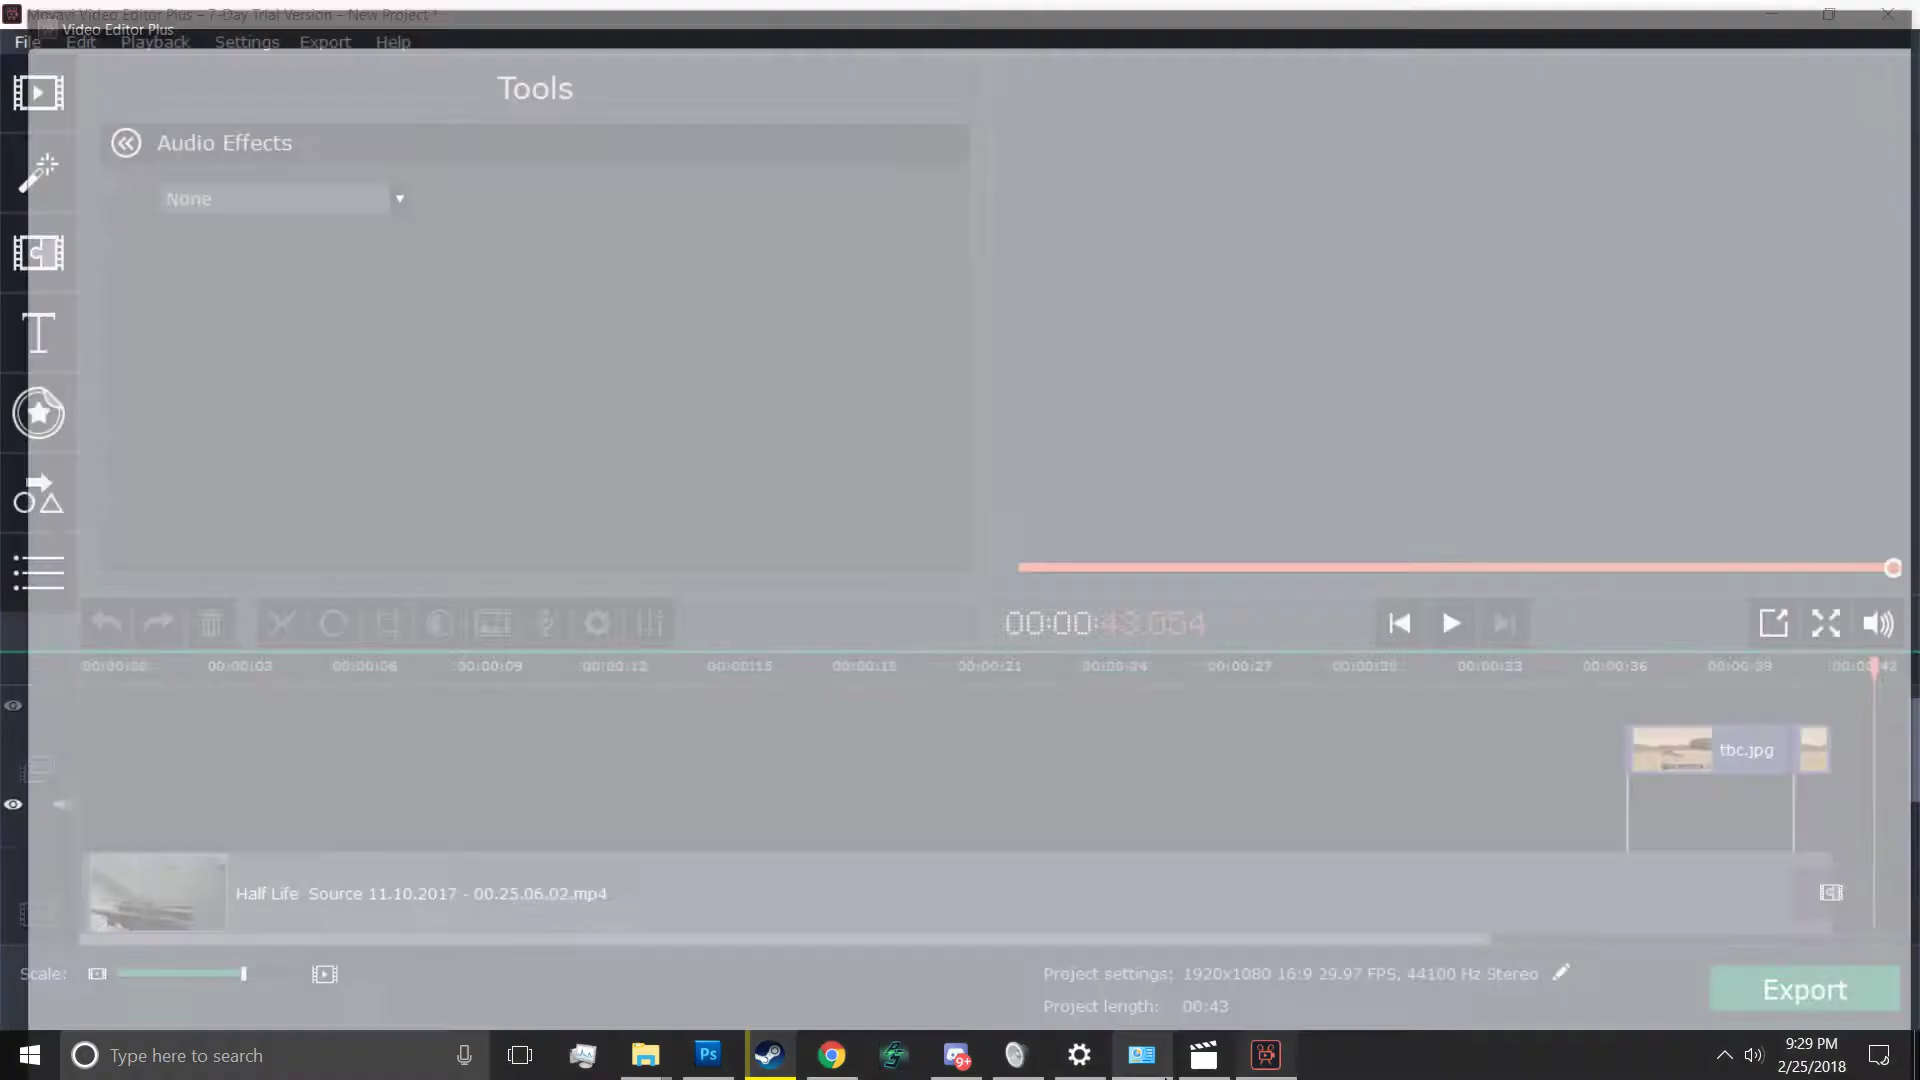 Movavi Video Editor Plus – 7-Day Trial Version – New Project *
Video Editor Plus
File Edit Playback Settings Export Help
Tools
Audio Effects
None
00:00:43.054
00:00:00 00:00:03 00:00:06 00:00:09 00:00:12 00:00:15 00:00:18 00:00:21 00:00:24 00:00:27 00:00:30 00:00:33 00:00:36 00:00:39 00:00:42
tbc.jpg
Half Life  Source 11.10.2017 - 00.25.06.02.mp4
Scale:
Project settings: 1920x1080 16:9 29.97 FPS, 44100 Hz Stereo
Project length: 00:43
Export
Type here to search
Ps
9+
9:29 PM
2/25/2018